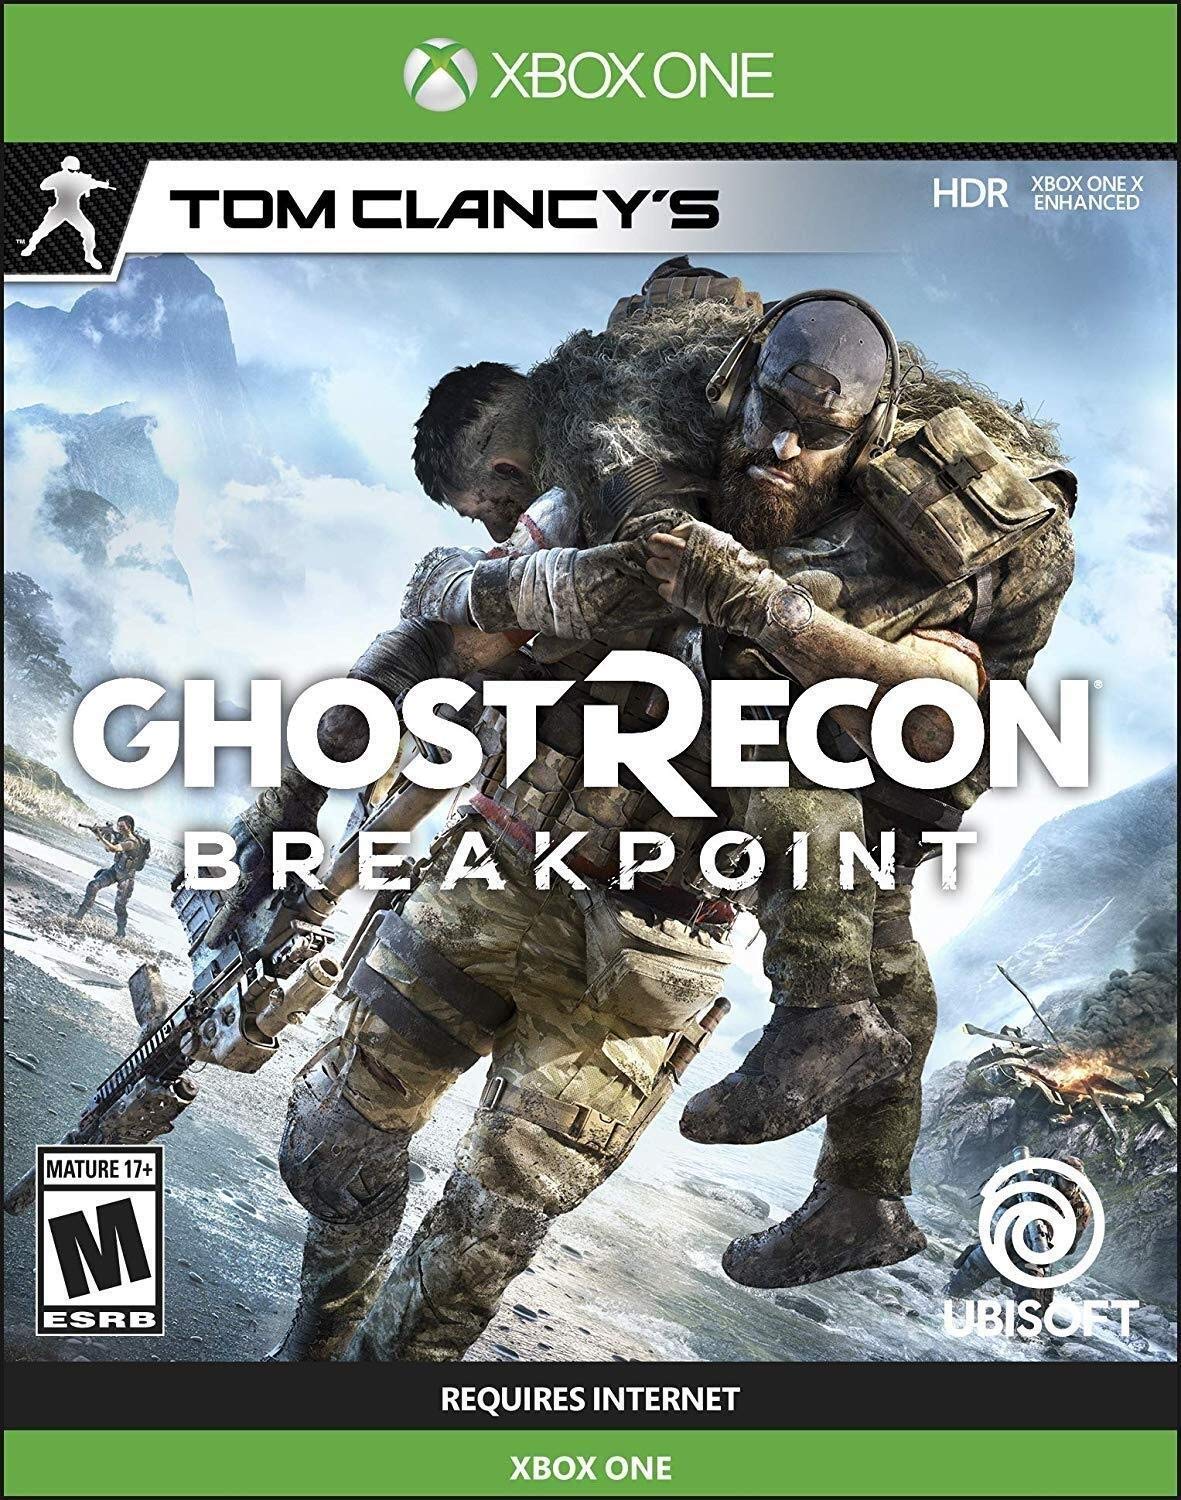 XBOX ONE
TOM CLANCY'S
HDR
XBOX ONE X
ENHANCED
TM
GHOST RECON®
BREAKPOINT
MATURE 17+
M
ESRB
UBISOFT
REQUIRES INTERNET
XBOX ONE